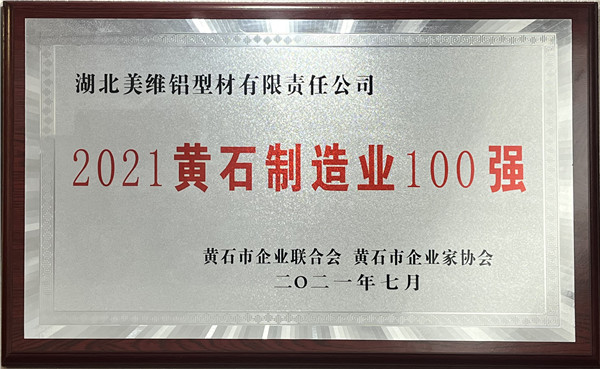 湖北美维铝型材有限责任公司
2021黄石制造业100强
黄石市企业联合会 黄石市企业家协会
二〇二一年七月